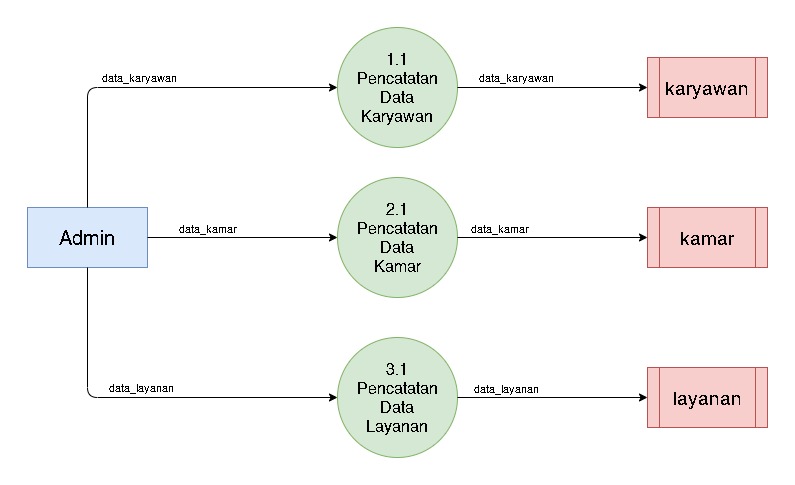 data_karyawan
1.1
Pencatatan
Data
Karyawan
data_karyawan
karyawan
Admin
data_kamar
2.1
Pencatatan
Data
Kamar
data_kamar
kamar
data_layanan
3.1
Pencatatan
Data
Layanan
data_layanan
layanan